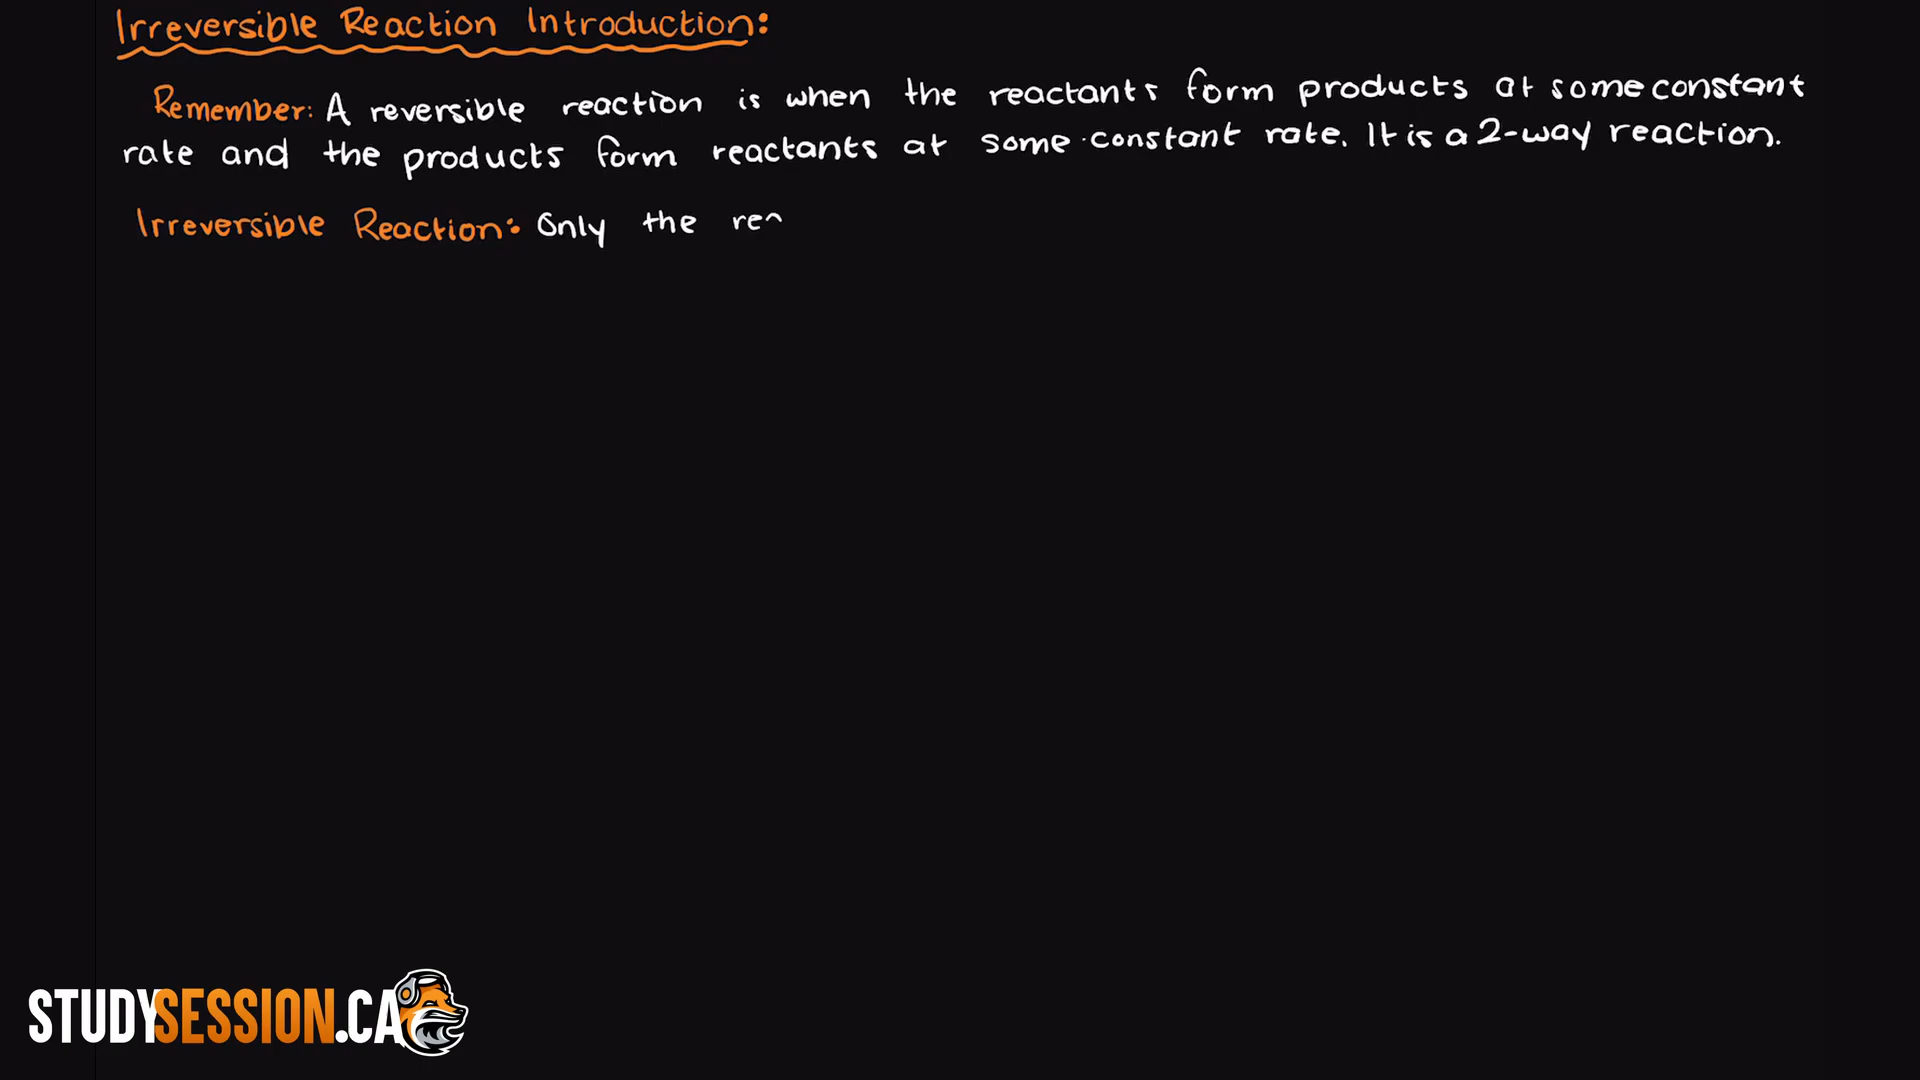 Irreversible Reaction Introduction:
Remember: A reversible reaction is when the reactants form products at some constant
rate and the products form reactants at some constant rate. It is a 2-way reaction.
Irreversible Reaction: Only the
STUDYSESSION.CA